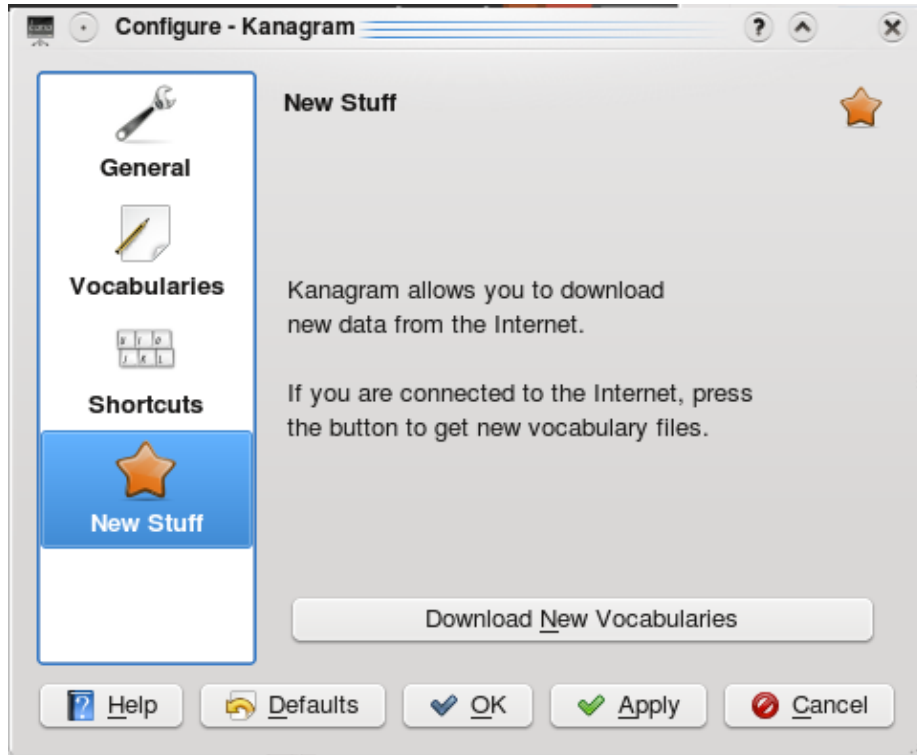 Configure - Kanagram
General
Vocabularies
Shortcuts
New Stuff
New Stuff
Kanagram allows you to download
new data from the Internet.
If you are connected to the Internet, press
the button to get new vocabulary files.
Download New Vocabularies
Help
Defaults
OK
Apply
Cancel